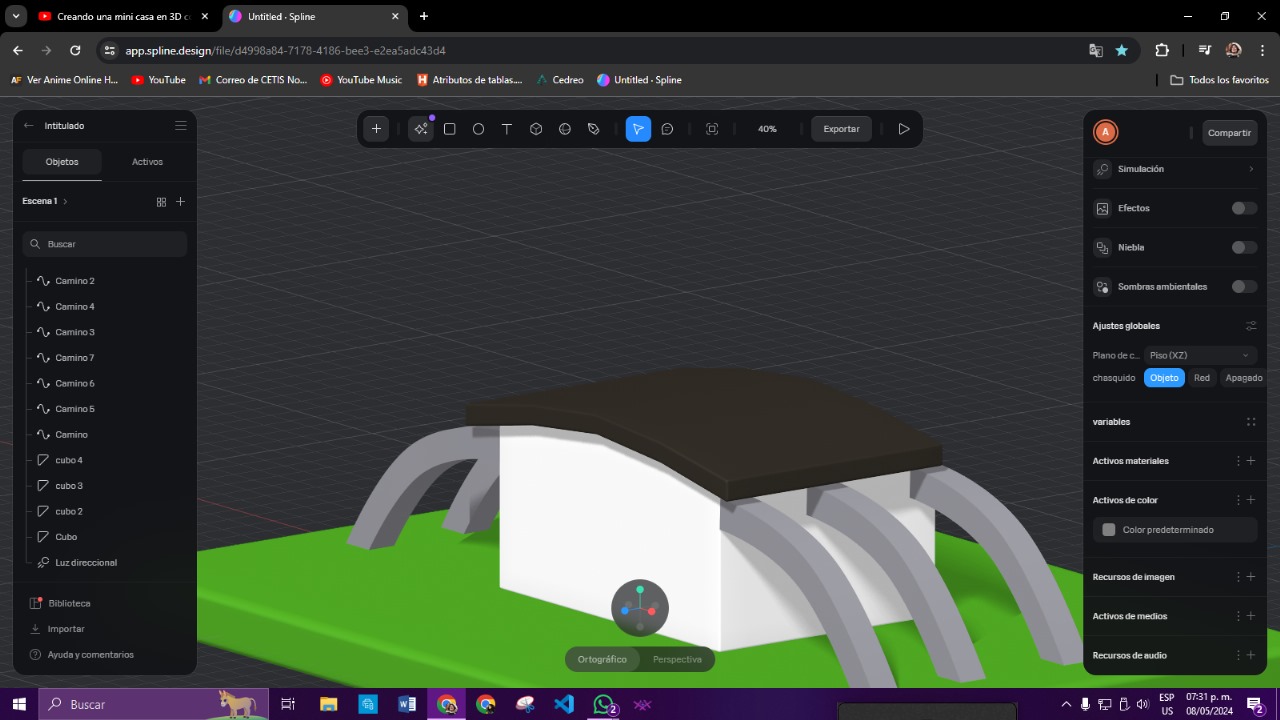 Creando una mini casa en 3D c
Untitled - Spline
app.spline.design/file/d4998a84-7178-4186-bee3-e2ea5adc43d4
Ver Anime Online H...
YouTube
Correo de CETIS No...
YouTube Music
Atributos de tablas....
Cedreo
Untitled - Spline
Todos los favoritos
Intitulado
40%
Exportar
A
Compartir
Objetos
Activos
Escena 1
Buscar
Camino 2
Camino 4
Camino 3
Camino 7
Camino 6
Camino 5
Camino
cubo 4
cubo 3
cubo 2
Cubo
Luz direccional
Biblioteca
Importar
Ayuda y comentarios
Simulación
Efectos
Niebla
Sombras ambientales
Ajustes globales
Plano de c...
Piso (XZ)
chasquido
Objeto
Red
Apagado
variables
Activos materiales
Activos de color
Color predeterminado
Recursos de imagen
Activos de medios
Recursos de audio
Ortográfico
Perspectiva
Buscar
2
ESP
US
07:31 p. m.
08/05/2024
2